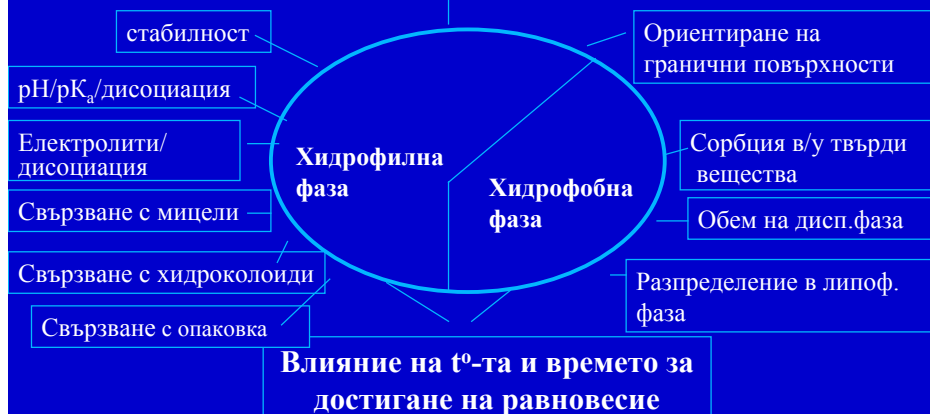 стабилност
pH/pKa/дисоциация
Електролити/
дисоциация
Свързване с мицели
Свързване с хидроколоиди
Свързване с опаковка
Хидрофилна
фаза
Хидрофобна
фаза
Ориентиране на
гранични повърхности
Сорбция в/у твърди
вещества
Обем на дисп.фаза
Разпределение в липоф.
фаза
Влияние на tº-та и времето за
достигане на равновесие